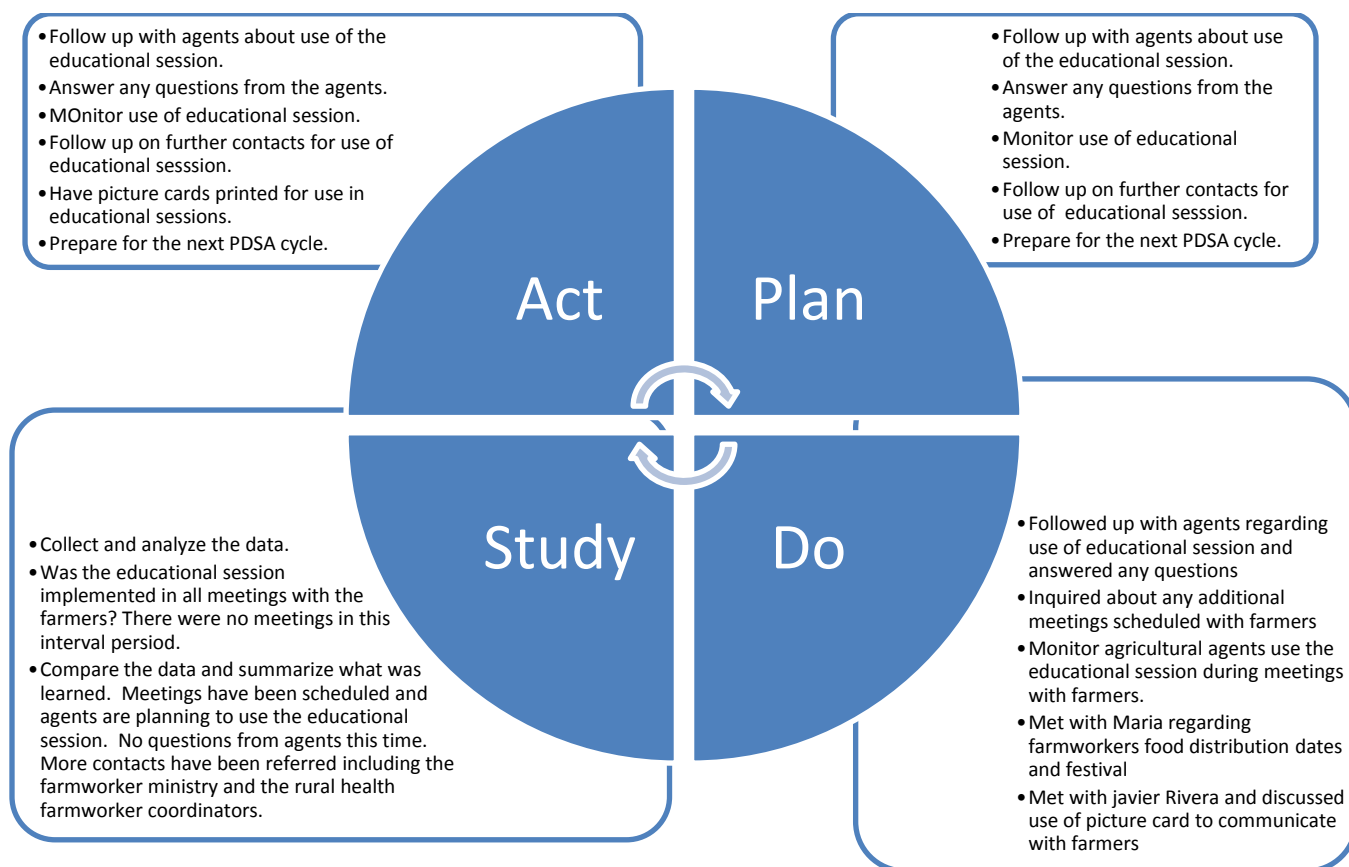 •Follow up with agents about use of the
educational session.
•Answer any questions from the agents.
•MOnitor use of educational session.
•Follow up on further contacts for use of
educational sesssion.
•Have picture cards printed for use in
educational sessions.
•Prepare for the next PDSA cycle.
•Follow up with agents about use
of the educational session.
•Answer any questions from the
agents.
•Monitor use of educational
session.
•Follow up on further contacts for
use of educational sesssion.
•Prepare for the next PDSA cycle.
Act
Plan
Study
Do
•Collect and analyze the data.
•Was the educational session
implemented in all meetings with the
farmers? There were no meetings in this
interval persiod.
•Compare the data and summarize what was
learned. Meetings have been scheduled and
agents are planning to use the educational
session. No questions from agents this time.
More contacts have been referred including the
farmworker ministry and the rural health
farmworker coordinators.
•Followed up with agents regarding
use of educational session and
answered any questions
•Inquired about any additional
meetings scheduled with farmers
•Monitor agricultural agents use the
educational session during meetings
with farmers.
•Met with Maria regarding
farmworkers food distribution dates
and festival
•Met with javier Rivera and discussed
use of picture card to communicate
with farmers